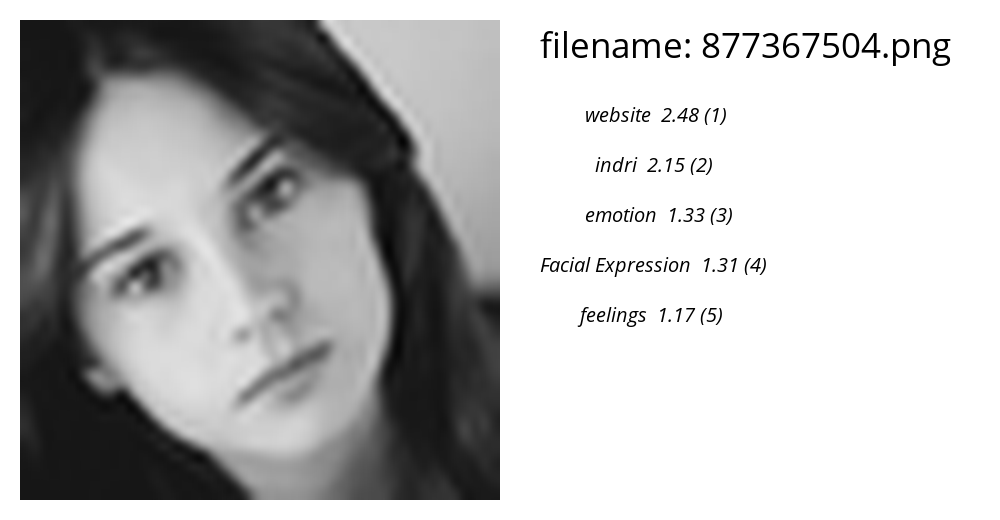 filename: 877367504.png
website 2.48 (1)
indri 2.15 (2)
emotion 1.33 (3)
Facial Expression 1.31 (4)
feelings 1.17 (5)